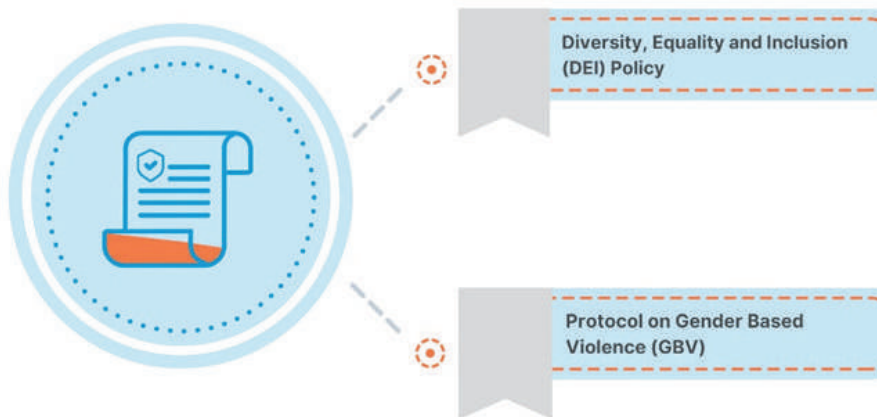 Diversity, Equality and Inclusion
(DEI) Policy
Protocol on Gender Based
Violence (GBV)